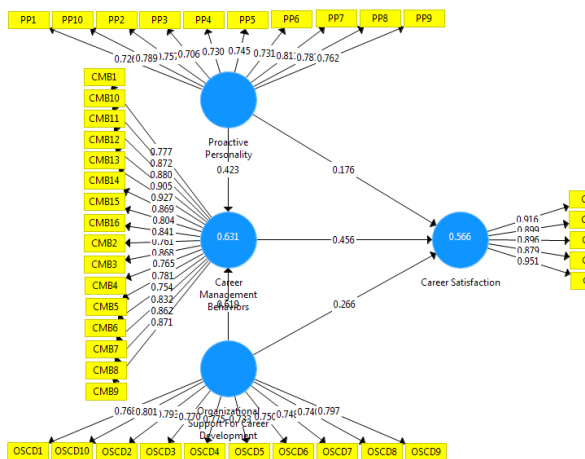 PP1 PP10 PP2 PP3 PP4 PP5 PP6 PP7 PP8 PP9
0.789 0.706 0.730 0.745 0.731 0.762
CMB1
CMB10
CMB11
CMB12
CMB13
CMB14
CMB15
CMB16
CMB2
CMB3
CMB4
CMB5
CMB6
CMB7
CMB8
CMB9
0.777
0.872
0.880
0.905
0.927
0.869
0.804
0.841
0.761
0.868
0.765
0.781
0.754
0.832
0.862
0.871
Proactive
Personality
0.423
0.176
0.631
Career
Management
Behaviors
0.456
0.566
Career Satisfaction
0.916
0.899
0.896
0.879
0.951
0.266
Organizational
Support For Career
Development
0.801 0.797
OSCD1 OSCD10 OSCD2 OSCD3 OSCD4 OSCD5 OSCD6 OSCD7 OSCD8 OSCD9